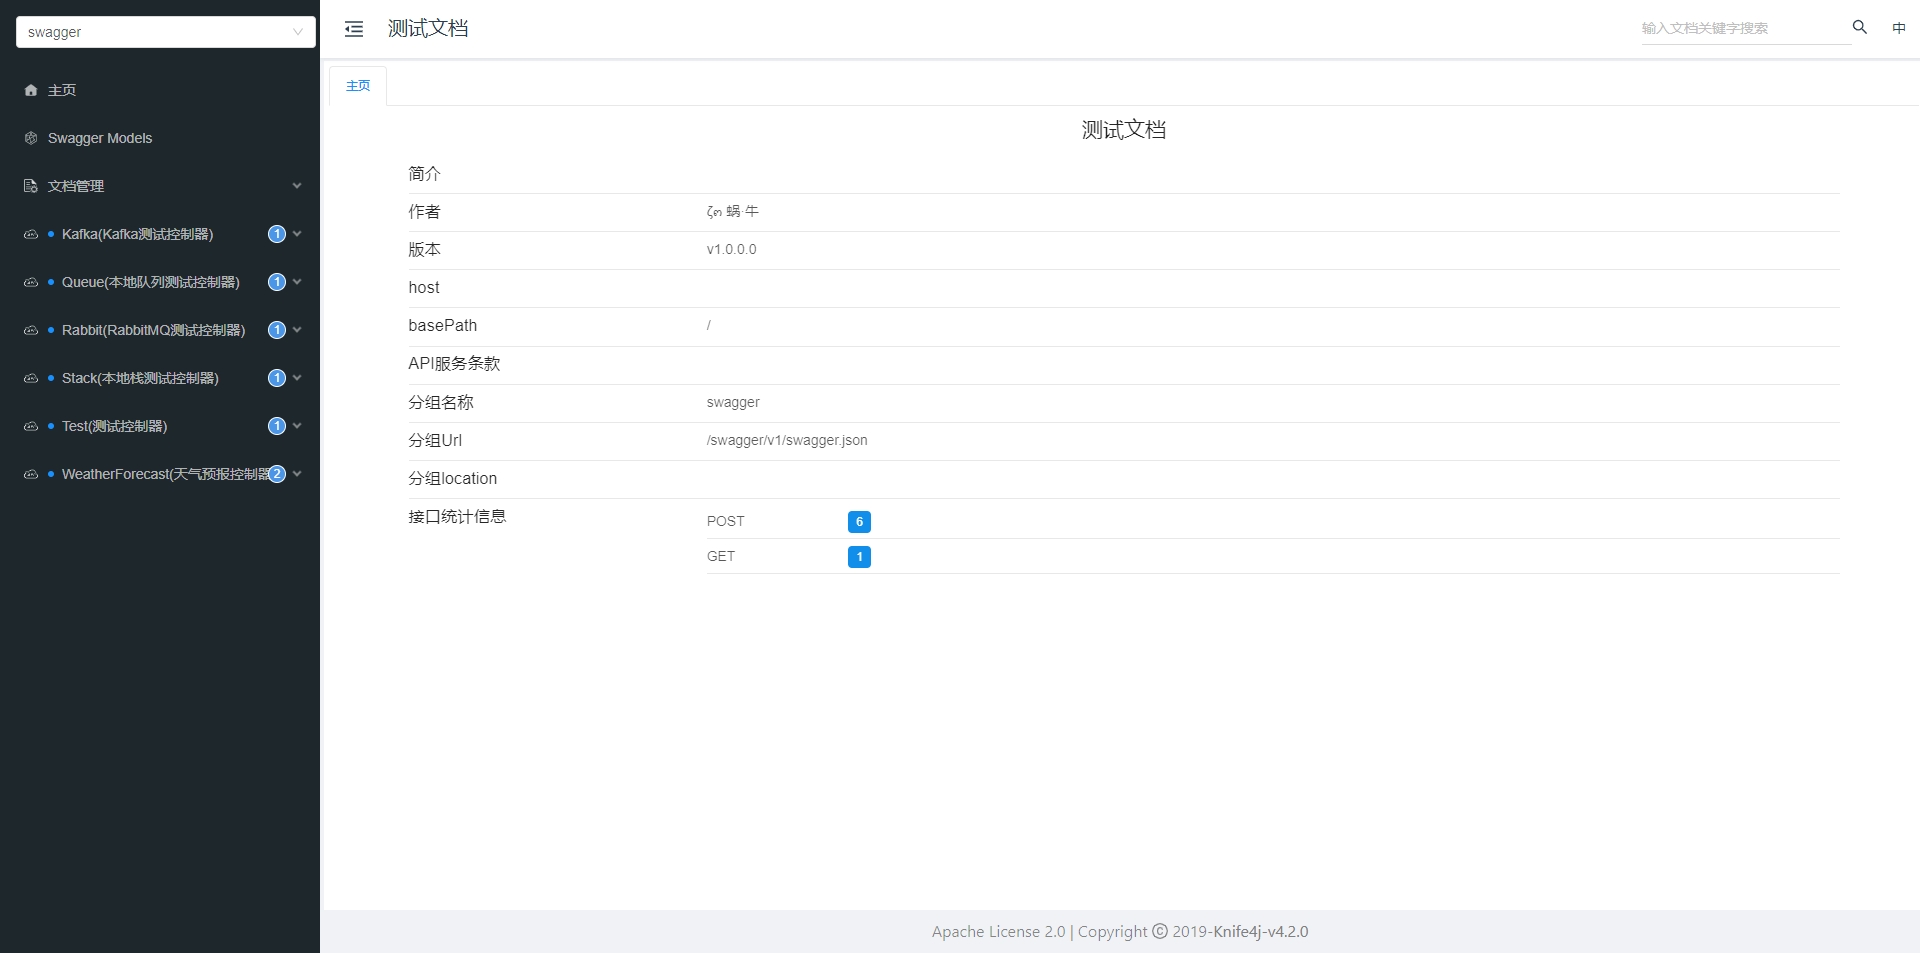 swagger
主页
Swagger Models
文档管理
Kafka(Kafka测试控制器) 1
Queue(本地队列测试控制器) 1
Rabbit(RabbitMQ测试控制器) 1
Stack(本地栈测试控制器) 1
Test(测试控制器) 1
WeatherForecast(天气预报控制器 2
测试文档
输入文档关键字搜索
中
主页
测试文档
简介
作者 ζฅ 蜗·牛
版本 v1.0.0.0
host
basePath /
API服务条款
分组名称 swagger
分组Url /swagger/v1/swagger.json
分组location
接口统计信息
POST 6
GET 1
Apache License 2.0 | Copyright © 2019-Knife4j-v4.2.0